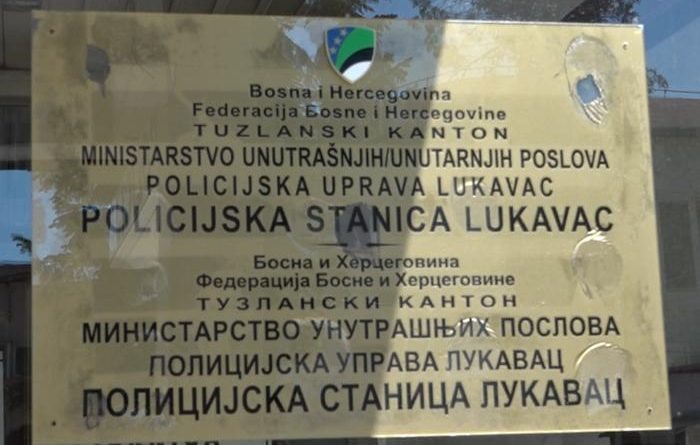 Bosna i Hercegovina
Federacija Bosne i Hercegovine
TUZLANSKI KANTON
MINISTARSTVO UNUTRAŠNJIH/UNUTARNJIH POSLOVA
POLICIJSKA UPRAVA LUKAVAC
POLICIJSKA STANICA LUKAVAC
Босна и Херцеговина
Федерација Босне и Херцеговине
ТУЗЛАНСКИ КАНТОН
МИНИСТАРСТВО УНУТРАШЊИХ ПОСЛОВА
ПОЛИЦИЈСКА УПРАВА ЛУКАВАЦ
ПОЛИЦИЈСКА СТАНИЦА ЛУКАВАЦ